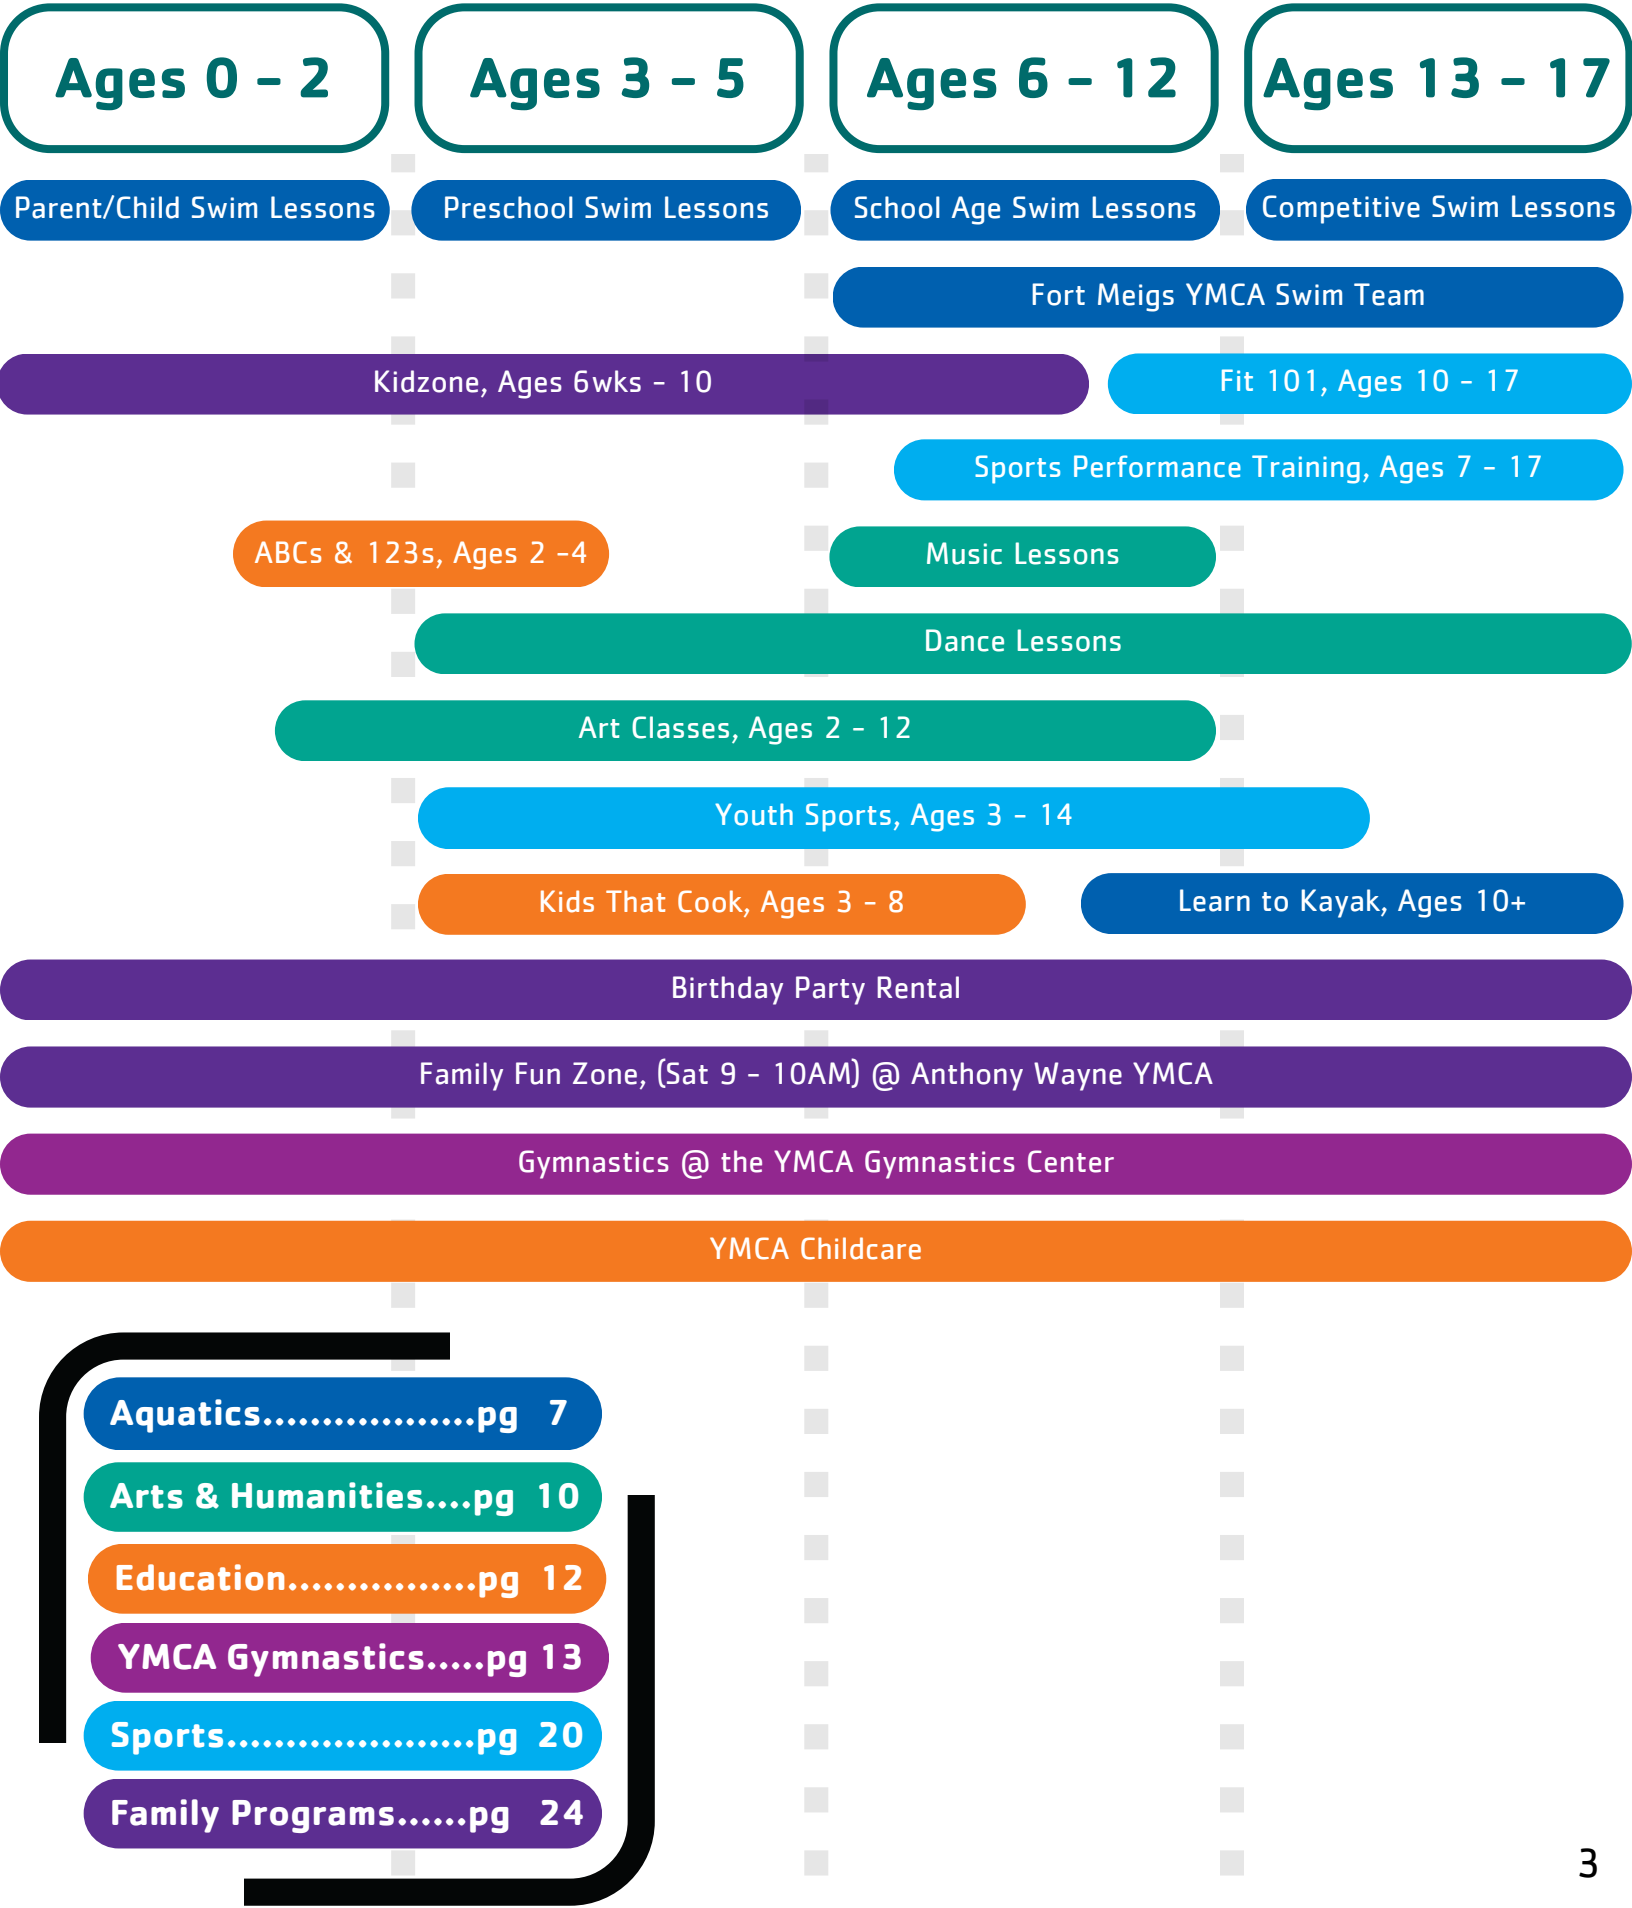 Ages 0 – 2
Ages 3 – 5
Ages 6 – 12
Ages 13 – 17
Parent/Child Swim Lessons
Preschool Swim Lessons
School Age Swim Lessons
Competitive Swim Lessons
Fort Meigs YMCA Swim Team
Kidzone, Ages 6wks – 10
Fit 101, Ages 10 – 17
Sports Performance Training, Ages 7 – 17
ABCs & 123s, Ages 2 –4
Music Lessons
Dance Lessons
Art Classes, Ages 2 – 12
Youth Sports, Ages 3 – 14
Kids That Cook, Ages 3 – 8
Learn to Kayak, Ages 10+
Birthday Party Rental
Family Fun Zone, (Sat 9 – 10AM) @ Anthony Wayne YMCA
Gymnastics @ the YMCA Gymnastics Center
YMCA Childcare
Aquatics..................pg 7
Arts & Humanities....pg 10
Education................pg 12
YMCA Gymnastics.....pg 13
Sports.....................pg 20
Family Programs......pg 24
3